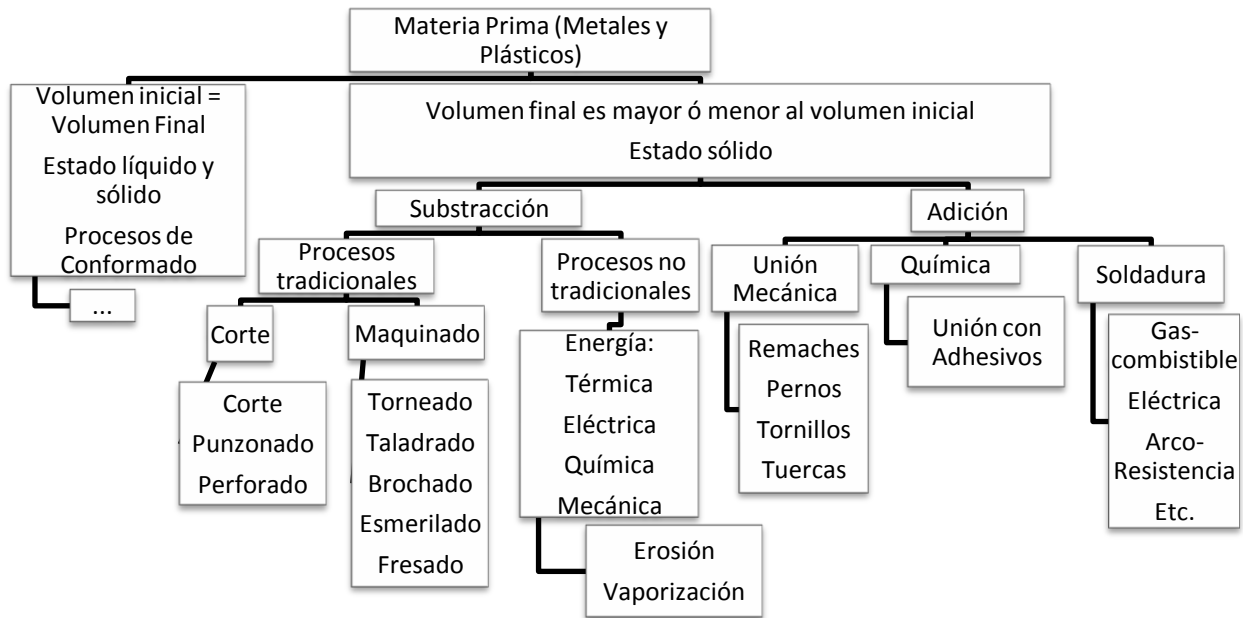 Materia Prima (Metales y
Plásticos)
Volumen inicial =
Volumen Final
Estado líquido y
sólido
Procesos de
Conformado
...
Volumen final es mayor ó menor al volumen inicial
Estado sólido
Substracción
Procesos
tradicionales
Corte
Corte
Punzonado
Perforado
Maquinado
Torneado
Taladrado
Brochado
Esmerilado
Fresado
Procesos no
tradicionales
Energía:
Térmica
Eléctrica
Química
Mecánica
Erosión
Vaporización
Adición
Unión
Mecánica
Remaches
Pernos
Tornillos
Tuercas
Química
Unión con
Adhesivos
Soldadura
Gas-
combistible
Eléctrica
Arco-
Resistencia
Etc.